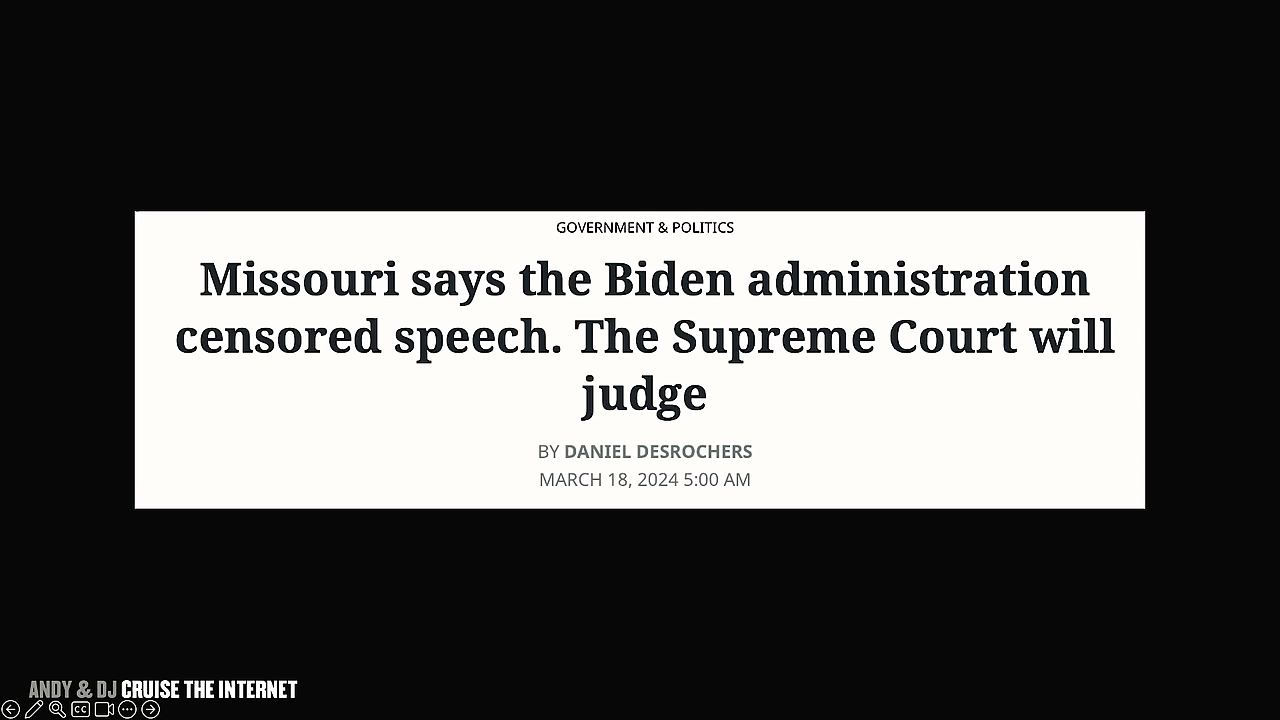 GOVERNMENT & POLITICS
Missouri says the Biden administration
censored speech. The Supreme Court will
judge
BY DANIEL DESROCHERS
MARCH 18, 2024 5:00 AM
ANDY & DJ CRUISE THE INTERNET
CC